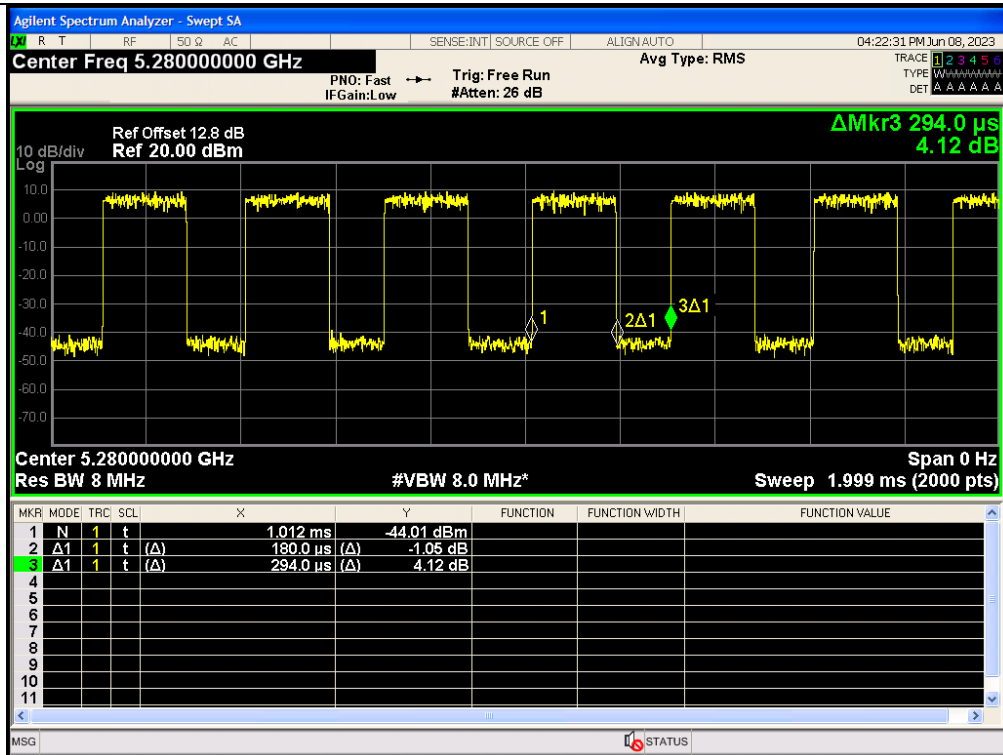 Agilent Spectrum Analyzer - Swept SA
LXI R T RF 50 Ω AC SENSE:INT SOURCE OFF ALIGN AUTO 04:22:31 PM Jun 08, 2023
Center Freq 5.280000000 GHz
Avg Type: RMS
TRACE 1 2 3 4 5 6
PNO: Fast Trig: Free Run
TYPE WWWWWW
IFGain:Low #Atten: 26 dB
DET A A A A A A
ΔMkr3 294.0 µs
4.12 dB
Ref Offset 12.8 dB
10 dB/div Ref 20.00 dBm
Log
10.0
0.00
-10.0
-20.0
-30.0
3Δ1
1
2Δ1
-40.0
-50.0
-60.0
-70.0
Center 5.280000000 GHz Span 0 Hz
Res BW 8 MHz #VBW 8.0 MHz* Sweep 1.999 ms (2000 pts)
MKR MODE TRC SCL X Y FUNCTION FUNCTION WIDTH FUNCTION VALUE
1 N 1 t 1.012 ms -44.01 dBm
2 Δ1 1 t (Δ) 180.0 µs (Δ) -1.05 dB
3 Δ1 1 t (Δ) 294.0 µs (Δ) 4.12 dB
4
5
6
7
8
9
10
11
MSG STATUS